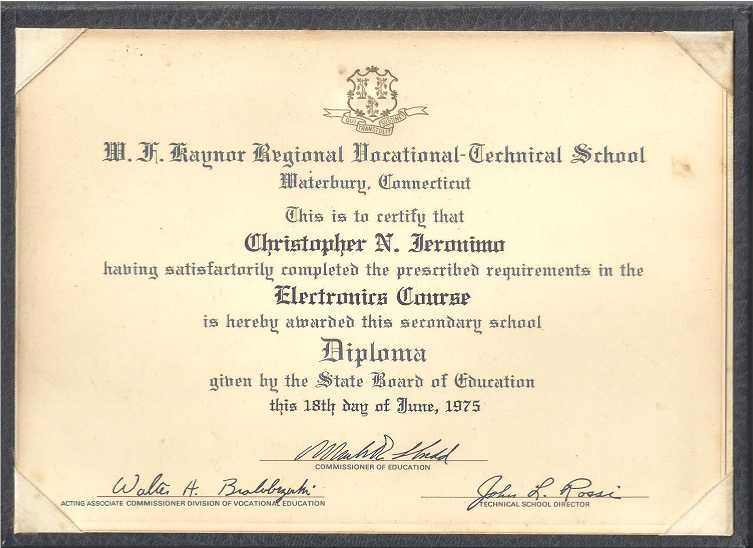 QUI TRANSTULIT SUSTINET
W. F. Kaynor Regional Vocational-Technical School
Waterbury, Connecticut
This is to certify that
Christopher N. Ieronimo
having satisfactorily completed the prescribed requirements in the
Electronics Course
is hereby awarded this secondary school
Diploma
given by the State Board of Education
this 18th day of June, 1975
COMMISSIONER OF EDUCATION
Walter H.
ACTING ASSOCIATE COMMISSIONER DIVISION OF VOCATIONAL EDUCATION
John L. Rossi
TECHNICAL SCHOOL DIRECTOR